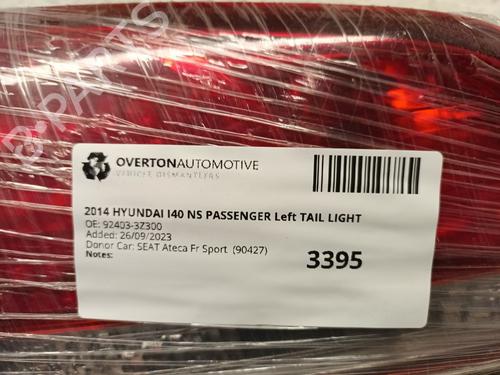 OVERTONAUTOMOTIVE
VEHICLE DISMANTLERS
2014 HYUNDAI I40 NS PASSENGER Left TAIL LIGHT
OE: 92403-3Z300
Added: 26/09/2023
Donor Car: SEAT Ateca Fr Sport (90427)
Notes:
3395
B-PARTS